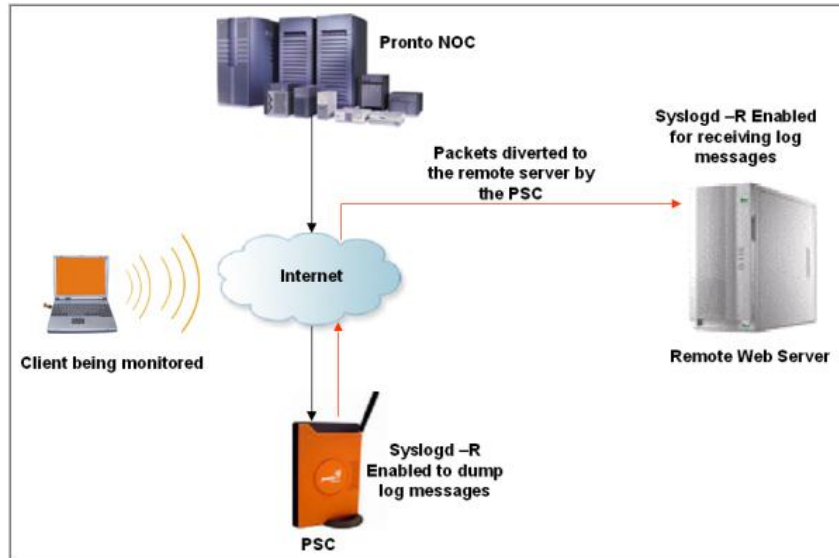 Pronto NOC
Syslogd –R Enabled
for receiving log
messages
Packets diverted to
the remote server by
the PSC
Internet
Client being monitored
Remote Web Server
Syslogd –R
Enabled to dump
log messages
PSC